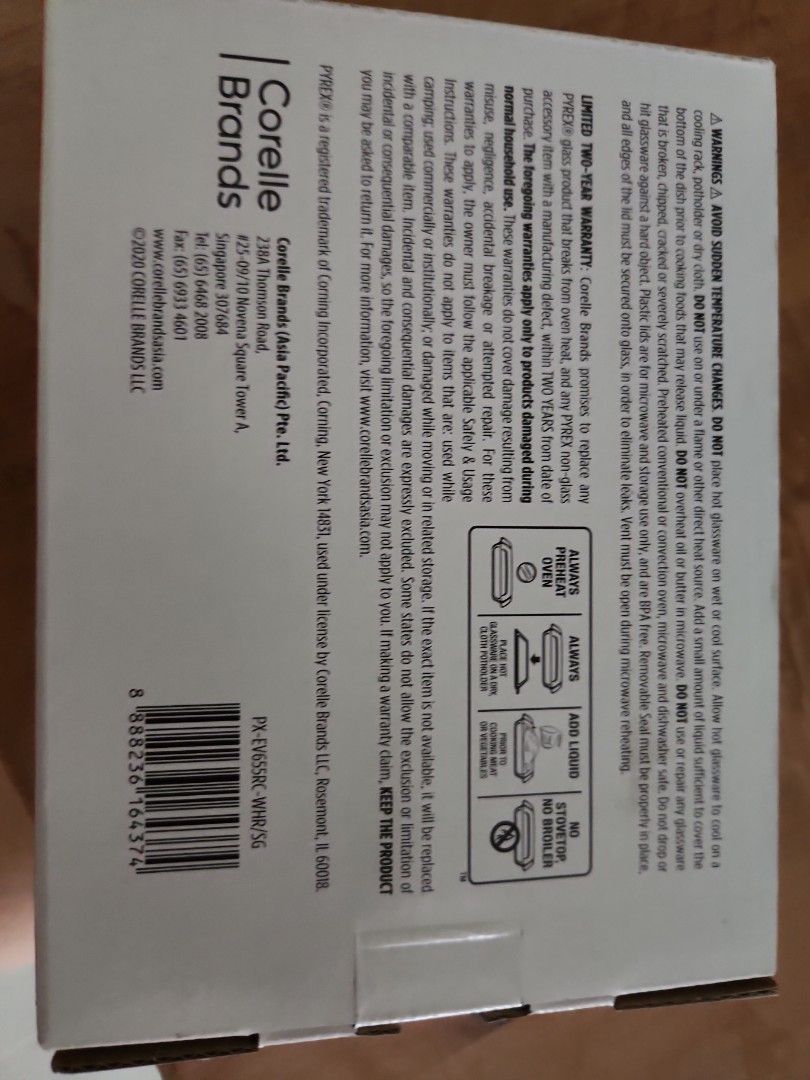 ⚠ WARNINGS ⚠ AVOID SUDDEN TEMPERATURE CHANGES. DO NOT place hot glassware on wet or cool surface. Allow hot glassware to cool on a
cooling rack, potholder or dry cloth. DO NOT use on or under a flame or other direct heat source. Add a small amount of liquid sufficient to cover the
bottom of the dish prior to cooking foods that may release liquid. DO NOT overheat oil or butter in microwave. DO NOT use or repair any glassware
that is broken, chipped, cracked or severely scratched. Preheated conventional or convection oven, microwave and dishwasher safe. Do not drop or
hit glassware against a hard object. Plastic lids are for microwave and storage use only, and are BPA free. Removable Seal must be properly in place,
and all edges of the lid must be secured onto glass, in order to eliminate leaks. Vent must be open during microwave reheating.
LIMITED TWO-YEAR WARRANTY: Corelle Brands promises to replace any
PYREX® glass product that breaks from oven heat, and any PYREX non-glass
accessory item with a manufacturing defect, within TWO YEARS from date of
purchase. The foregoing warranties apply only to products damaged during
normal household use. These warranties do not cover damage resulting from
misuse, negligence, accidental breakage or attempted repair. For these
warranties to apply, the owner must follow the applicable Safely & Usage
Instructions. These warranties do not apply to items that are: used while
camping; used commercially or institutionally; or damaged while moving or in related storage. If the exact item is not available, it will be replaced
with a comparable item. Incidental and consequential damages are expressly excluded. Some states do not allow the exclusion or limitation of
incidental or consequential damages, so the foregoing limitation or exclusion may not apply to you. If making a warranty claim, KEEP THE PRODUCT
you may be asked to return it. For more information, visit www.corellebrandsasia.com.
ALWAYS
PREHEAT
OVEN
ALWAYS
PLACE HOT
GLASSWARE ON A DRY,
CLOTH POTHOLDER
ADD LIQUID
PRIOR TO
COOKING MEAT
OR VEGETABLES
NO
STOVETOP,
NO BROILER
TM
PYREX® is a registered trademark of Corning Incorporated, Corning, New York 14831, used under license by Corelle Brands LLC, Rosemont, IL 60018.
Corelle
Brands
Corelle Brands (Asia Pacific) Pte. Ltd.
238A Thomson Road,
#25-09/10 Novena Square Tower A,
Singapore 307684
Tel: (65) 6468 2008
Fax: (65) 6933 4601
www.corellebrandsasia.com
©2020 CORELLE BRANDS LLC
PX-EV655RC-WHR/SG
8 888236 164374